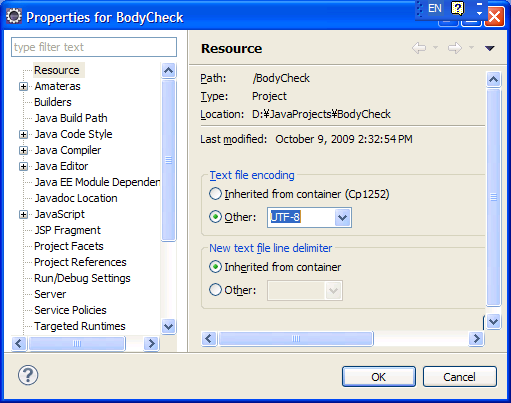 Properties for BodyCheck
EN
type filter text
Resource
Amateras
Builders
Java Build Path
Java Code Style
Java Compiler
Java Editor
Java EE Module Dependen
Javadoc Location
JavaScript
JSP Fragment
Project Facets
Project References
Run/Debug Settings
Server
Service Policies
Targeted Runtimes
Resource
Path: /BodyCheck
Type: Project
Location: D:¥JavaProjects¥BodyCheck
Last modified: October 9, 2009 2:32:54 PM
Text file encoding
Inherited from container (Cp1252)
Other: UTF-8
New text file line delimiter
Inherited from container
Other:
?
OK
Cancel